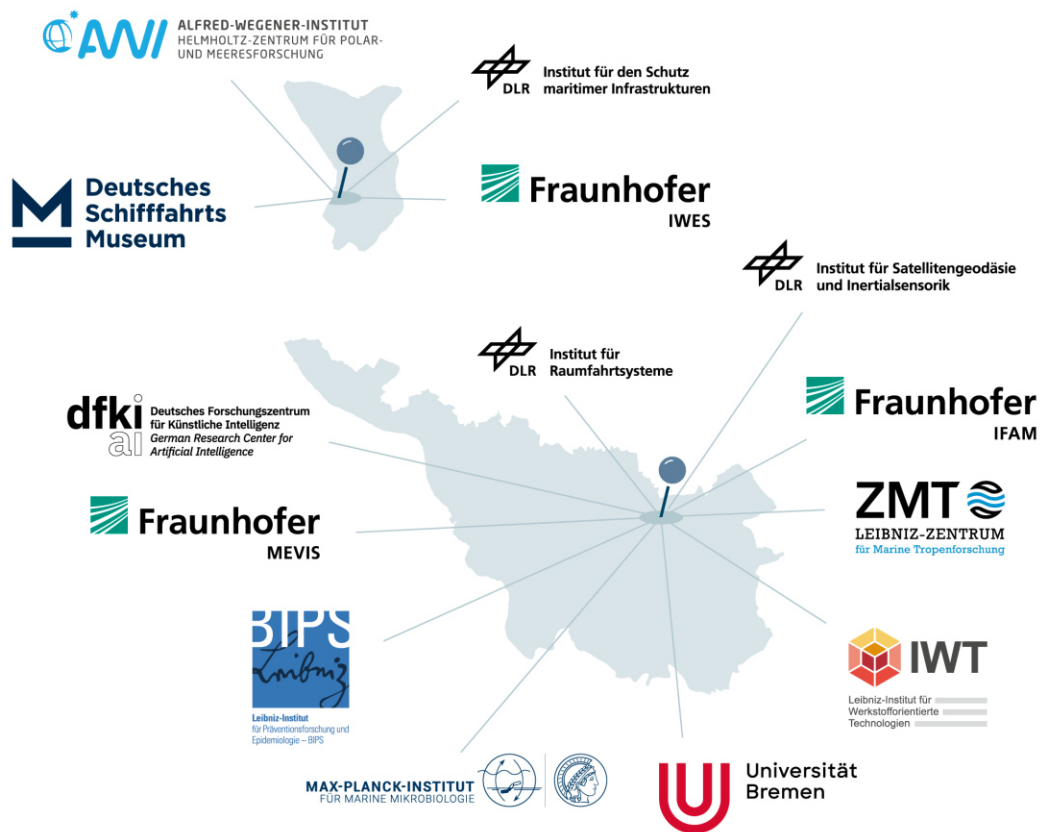 AWI
ALFRED-WEGENER-INSTITUT
HELMHOLTZ-ZENTRUM FÜR POLAR-
UND MEERESFORSCHUNG
DLR
Institut für den Schutz
maritimer Infrastrukturen
Deutsches
Schifffahrts
Museum
Fraunhofer
IWES
DLR
Institut für Satellitengeodäsie
und Inertialsensorik
DLR
Institut für
Raumfahrtsysteme
dfki
ai
Deutsches Forschungszentrum
für Künstliche Intelligenz
German Research Center for
Artificial Intelligence
Fraunhofer
IFAM
Fraunhofer
MEVIS
ZMT
LEIBNIZ-ZENTRUM
für Marine Tropenforschung
BIPS
Leibniz
Leibniz-Institut
für Präventionsforschung und
Epidemiologie – BIPS
IWT
Leibniz-Institut für
Werkstofforientierte
Technologien
MAX-PLANCK-INSTITUT
FÜR MARINE MIKROBIOLOGIE
Universität
Bremen